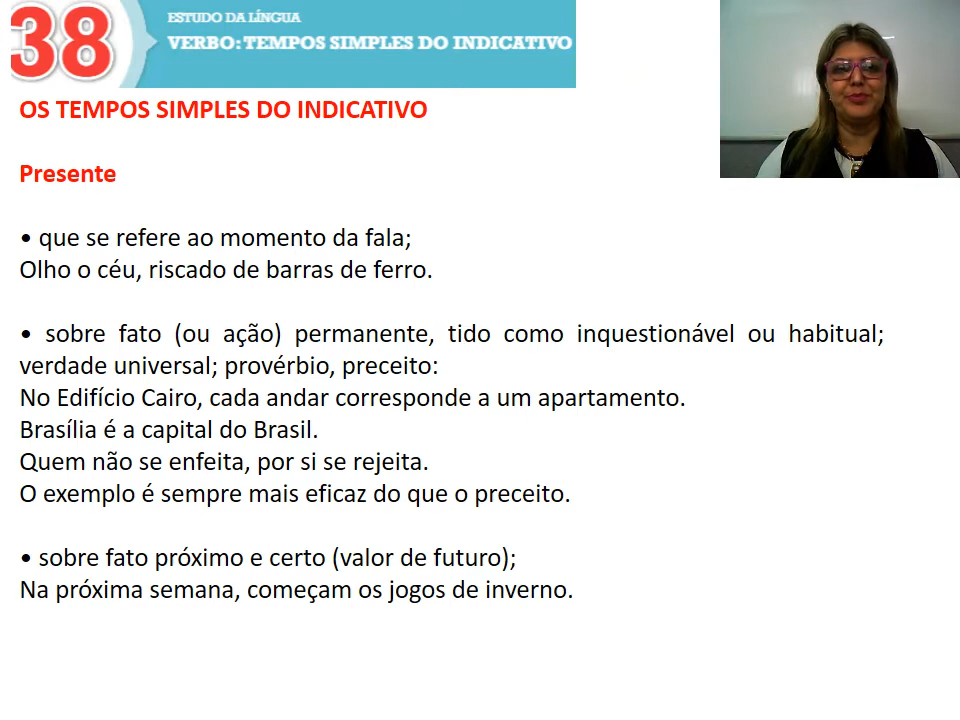 38
ESTUDO DA LÍNGUA
VERBO: TEMPOS SIMPLES DO INDICATIVO
OS TEMPOS SIMPLES DO INDICATIVO
Presente
• que se refere ao momento da fala;
Olho o céu, riscado de barras de ferro.
• sobre fato (ou ação) permanente, tido como inquestionável ou habitual;
verdade universal; provérbio, preceito:
No Edifício Cairo, cada andar corresponde a um apartamento.
Brasília é a capital do Brasil.
Quem não se enfeita, por si se rejeita.
O exemplo é sempre mais eficaz do que o preceito.
• sobre fato próximo e certo (valor de futuro);
Na próxima semana, começam os jogos de inverno.